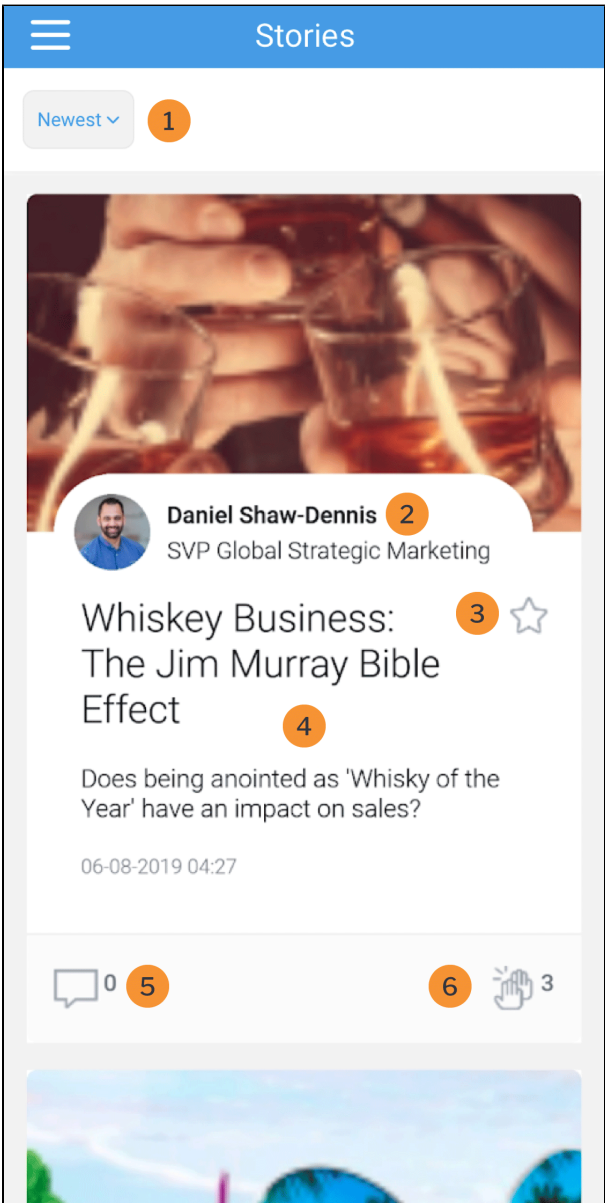 Stories
Newest
1
Daniel Shaw-Dennis 2
SVP Global Strategic Marketing
Whiskey Business:
3
The Jim Murray Bible
Effect
4
Does being anointed as 'Whisky of the
Year' have an impact on sales?
06-08-2019 04:27
0 5
6 3